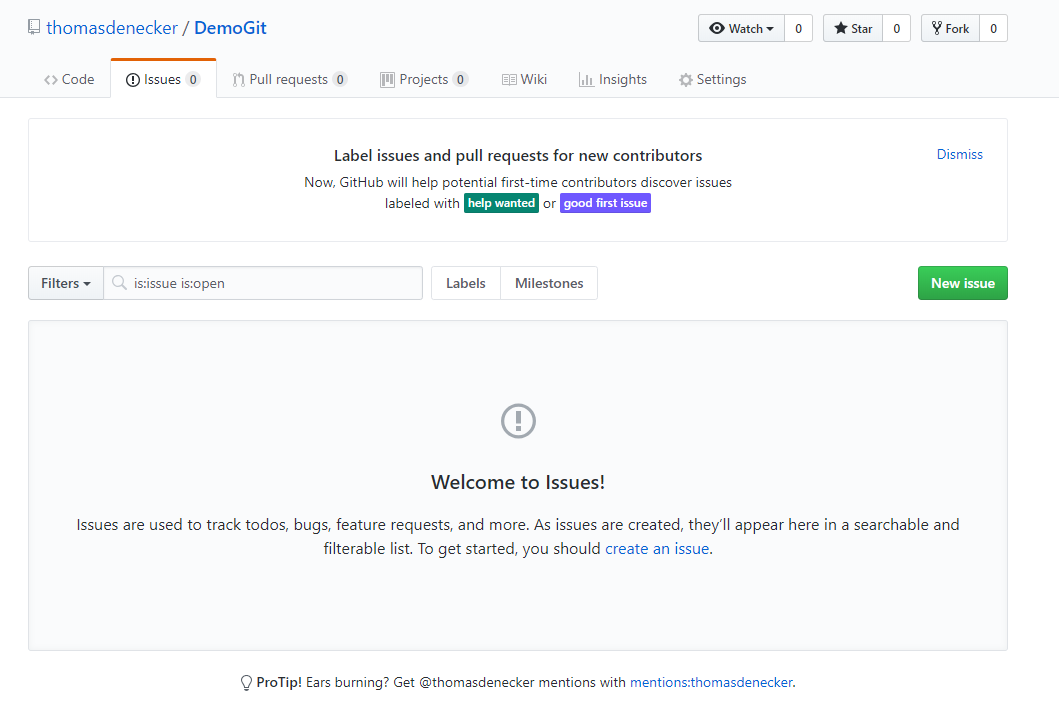 thomasdenecker / DemoGit
Watch 0 Star 0 Fork 0
Code Issues 0 Pull requests 0 Projects 0 Wiki Insights Settings
Label issues and pull requests for new contributors
Dismiss
Now, GitHub will help potential first-time contributors discover issues
labeled with help wanted or good first issue
Filters is:issue is:open Labels Milestones New issue
Welcome to Issues!
Issues are used to track todos, bugs, feature requests, and more. As issues are created, they’ll appear here in a searchable and
filterable list. To get started, you should create an issue.
ProTip! Ears burning? Get @thomasdenecker mentions with mentions:thomasdenecker.